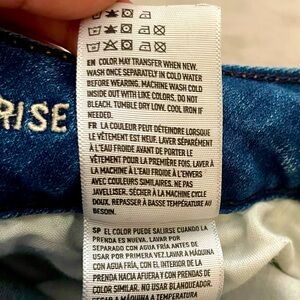 RISE
EN COLOR MAY TRANSFER WHEN NEW.
WASH ONCE SEPARATELY IN COLD WATER
BEFORE WEARING. MACHINE WASH COLD
INSIDE OUT WITH LIKE COLORS. DO NOT
BLEACH. TUMBLE DRY LOW. COOL IRON IF
NEEDED.
FR LA COULEUR PEUT DÉTEINDRE LORSQUE
LE VÊTEMENT EST NEUF. LAVER SÉPARÉMENT
À L'EAU FROIDE AVANT DE PORTER LE
VÊTEMENT POUR LA PREMIÈRE FOIS. LAVER À
LA MACHINE À L'EAU FROIDE EN ENVERS
AVEC COULEURS SIMILAIRES. NE PAS
JAVELLISER. SÉCHER À LA MACHINE CYCLE
DOUX. REPASSER À BASSE TEMPÉRATURE AU
BESOIN.
SP EL COLOR PUEDE SALIRSE CUANDO LA
PRENDA ES NUEVA. LAVAR POR
SEPARADO CON AGUA FRÍA ANTES DE
USAR POR PRIMERA VEZ. LAVAR A MÁQUINA
CON AGUA FRÍA, CON EL INTERIOR DE LA
PRENDA HACIA AFUERA Y CON PRENDAS DE
COLOR SIMILAR. NO USAR BLANQUEADOR.
A MÁQUINA A TEMPERATURA